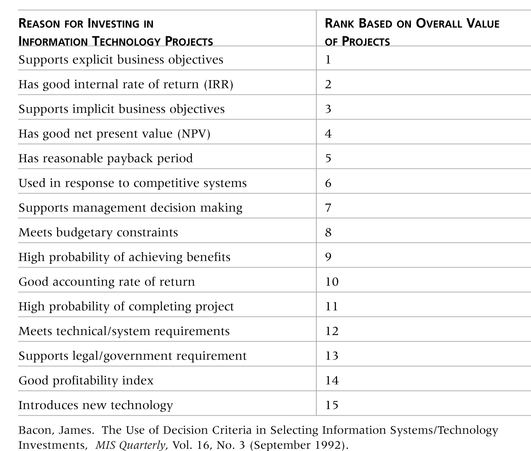 REASON FOR INVESTING IN
INFORMATION TECHNOLOGY PROJECTS
RANK BASED ON OVERALL VALUE
OF PROJECTS
Supports explicit business objectives 1
Has good internal rate of return (IRR) 2
Supports implicit business objectives 3
Has good net present value (NPV) 4
Has reasonable payback period 5
Used in response to competitive systems 6
Supports management decision making 7
Meets budgetary constraints 8
High probability of achieving benefits 9
Good accounting rate of return 10
High probability of completing project 11
Meets technical/system requirements 12
Supports legal/government requirement 13
Good profitability index 14
Introduces new technology 15
Bacon, James. The Use of Decision Criteria in Selecting Information Systems/Technology
Investments, MIS Quarterly, Vol. 16, No. 3 (September 1992).